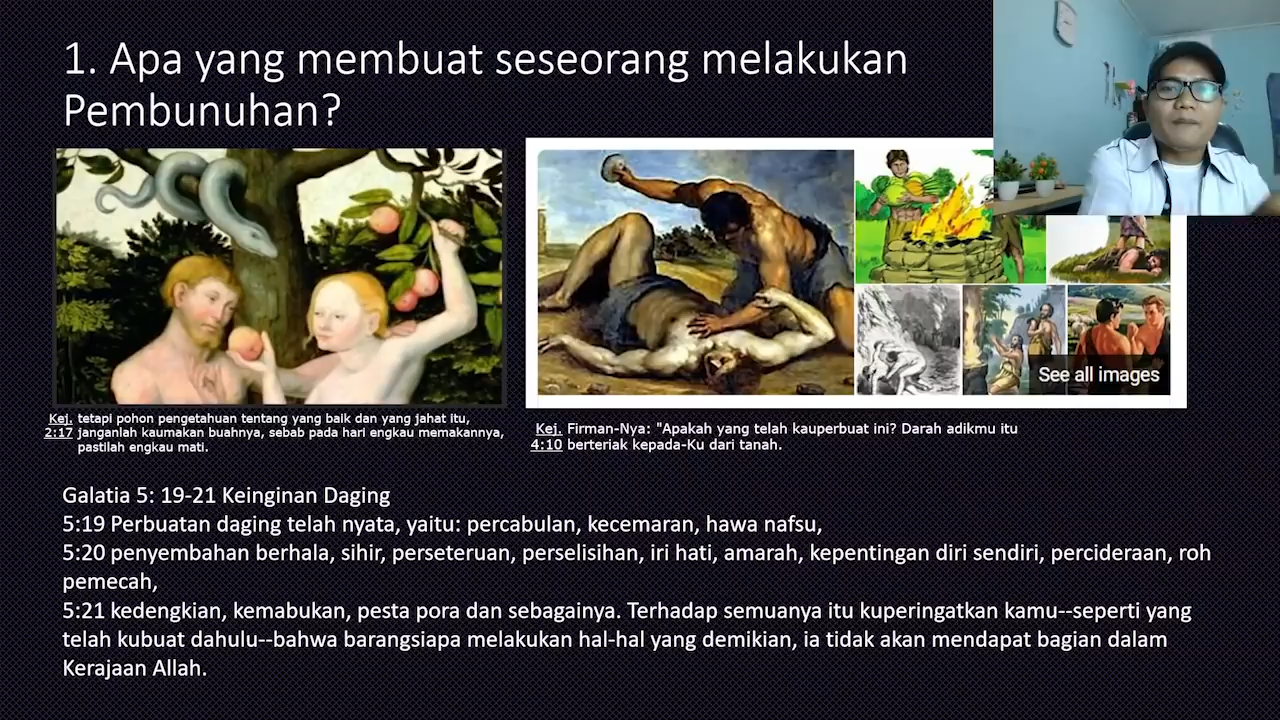 1. Apa yang membuat seseorang melakukan
Pembunuhan?
See all images
Kej. tetapi pohon pengetahuan tentang yang baik dan yang jahat itu,
2:17 janganlah kaumakan buahnya, sebab pada hari engkau memakannya,
pastilah engkau mati.
Kej. Firman-Nya: "Apakah yang telah kauperbuat ini? Darah adikmu itu
4:10 berteriak kepada-Ku dari tanah.
Galatia 5: 19-21 Keinginan Daging
5:19 Perbuatan daging telah nyata, yaitu: percabulan, kecemaran, hawa nafsu,
5:20 penyembahan berhala, sihir, perseteruan, perselisihan, iri hati, amarah, kepentingan diri sendiri, percideraan, roh
pemecah,
5:21 kedengkian, kemabukan, pesta pora dan sebagainya. Terhadap semuanya itu kuperingatkan kamu--seperti yang
telah kubuat dahulu--bahwa barangsiapa melakukan hal-hal yang demikian, ia tidak akan mendapat bagian dalam
Kerajaan Allah.